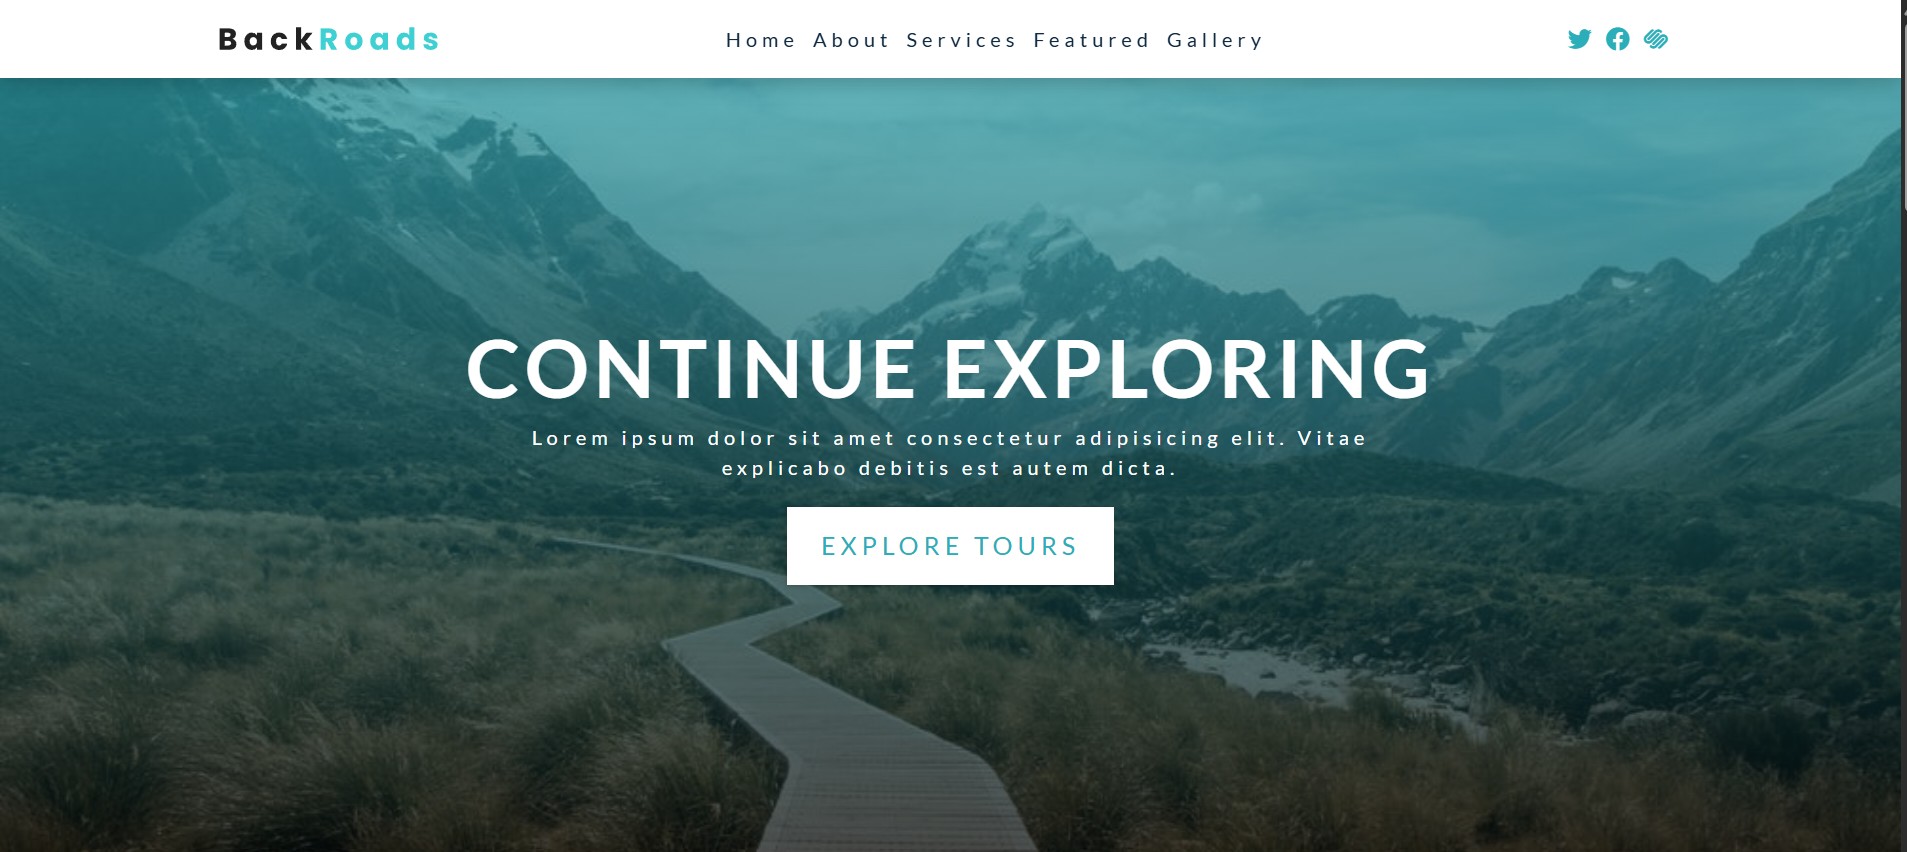 BackRoads
Home About Services Featured Gallery
CONTINUE EXPLORING
Lorem ipsum dolor sit amet consectetur adipisicing elit. Vitae
explicabo debitis est autem dicta.
EXPLORE TOURS